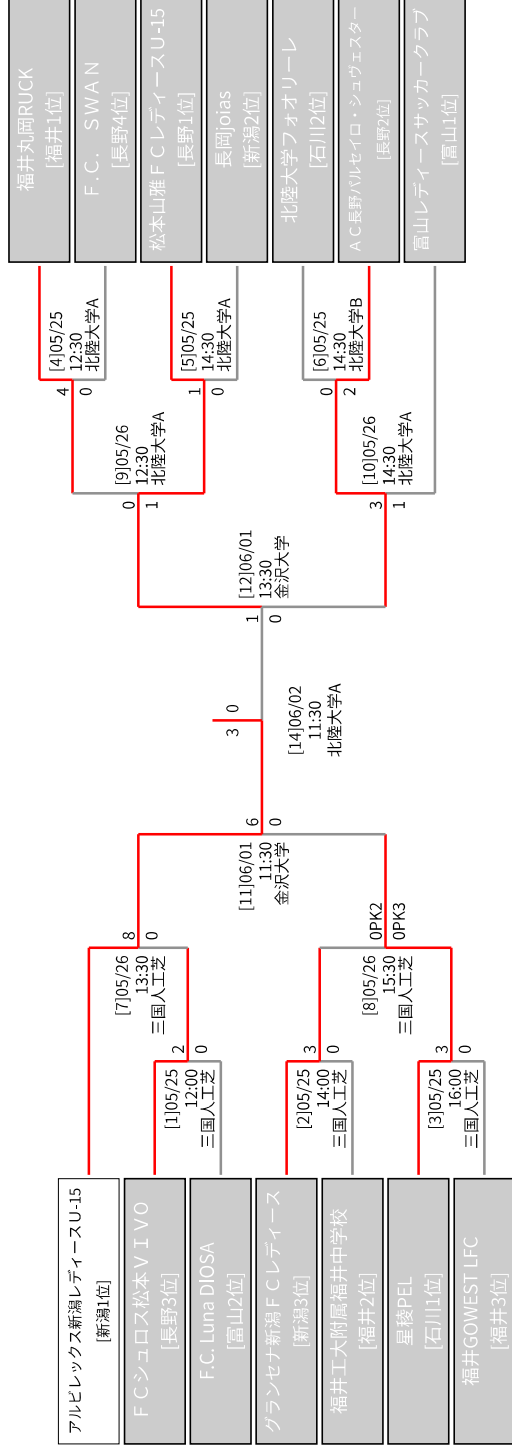 福井丸岡RUCK
[福井1位]
Ｆ.Ｃ.　ＳＷＡＮ
[長野4位]
松本山雅ＦＣレディースU-15
[長野1位]
長岡joias
[新潟2位]
北陸大学フォオリーレ
[石川2位]
ＡＣ長野パルセイロ・シュヴェスター
[長野2位]
富山レディースサッカークラブ
[富山1位]
[4]05/25
12:30
北陸大学A
4
0
[5]05/25
14:30
北陸大学A
1
0
[6]05/25
14:30
北陸大学B
0
2
[9]05/26
12:30
北陸大学A
0
1
[10]05/26
14:30
北陸大学A
3
1
[12]06/01
13:30
金沢大学
1
0
3
0
[14]06/02
11:30
北陸大学A
6
0
[11]06/01
11:30
金沢大学
8
0
[7]05/26
13:30
三国人工芝
0PK2
0PK3
[8]05/26
15:30
三国人工芝
2
0
[1]05/25
12:00
三国人工芝
3
0
[2]05/25
14:00
三国人工芝
3
0
[3]05/25
16:00
三国人工芝
アルビレックス新潟レディースU-15
[新潟1位]
ＦＣシュロス松本ＶＩＶＯ
[長野3位]
F.C. Luna DIOSA
[富山2位]
グランセナ新潟ＦＣレディース
[新潟3位]
福井工大附属福井中学校
[福井2位]
星稜PEL
[石川1位]
福井GOWEST LFC
[福井3位]